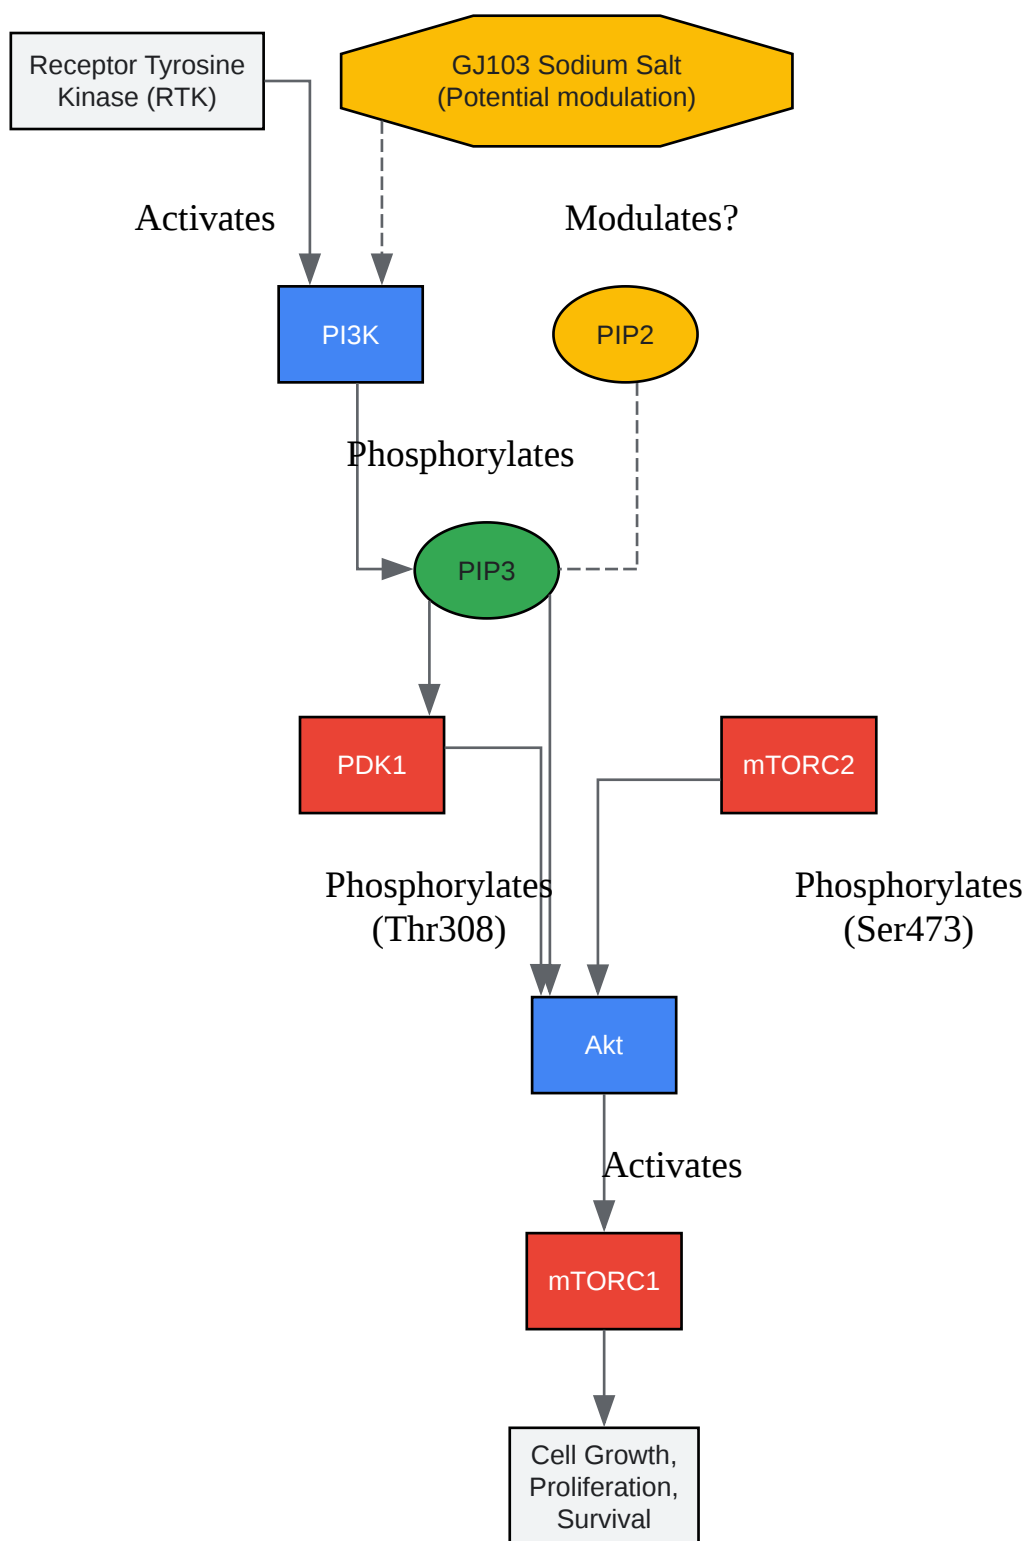 Receptor Tyrosine
Kinase (RTK)
GJ103 Sodium Salt
(Potential modulation)
Activates
Modulates?
PI3K
PIP2
Phosphorylates
PIP3
PDK1
mTORC2
Phosphorylates
(Thr308)
Phosphorylates
(Ser473)
Akt
Activates
mTORC1
Cell Growth,
Proliferation,
Survival